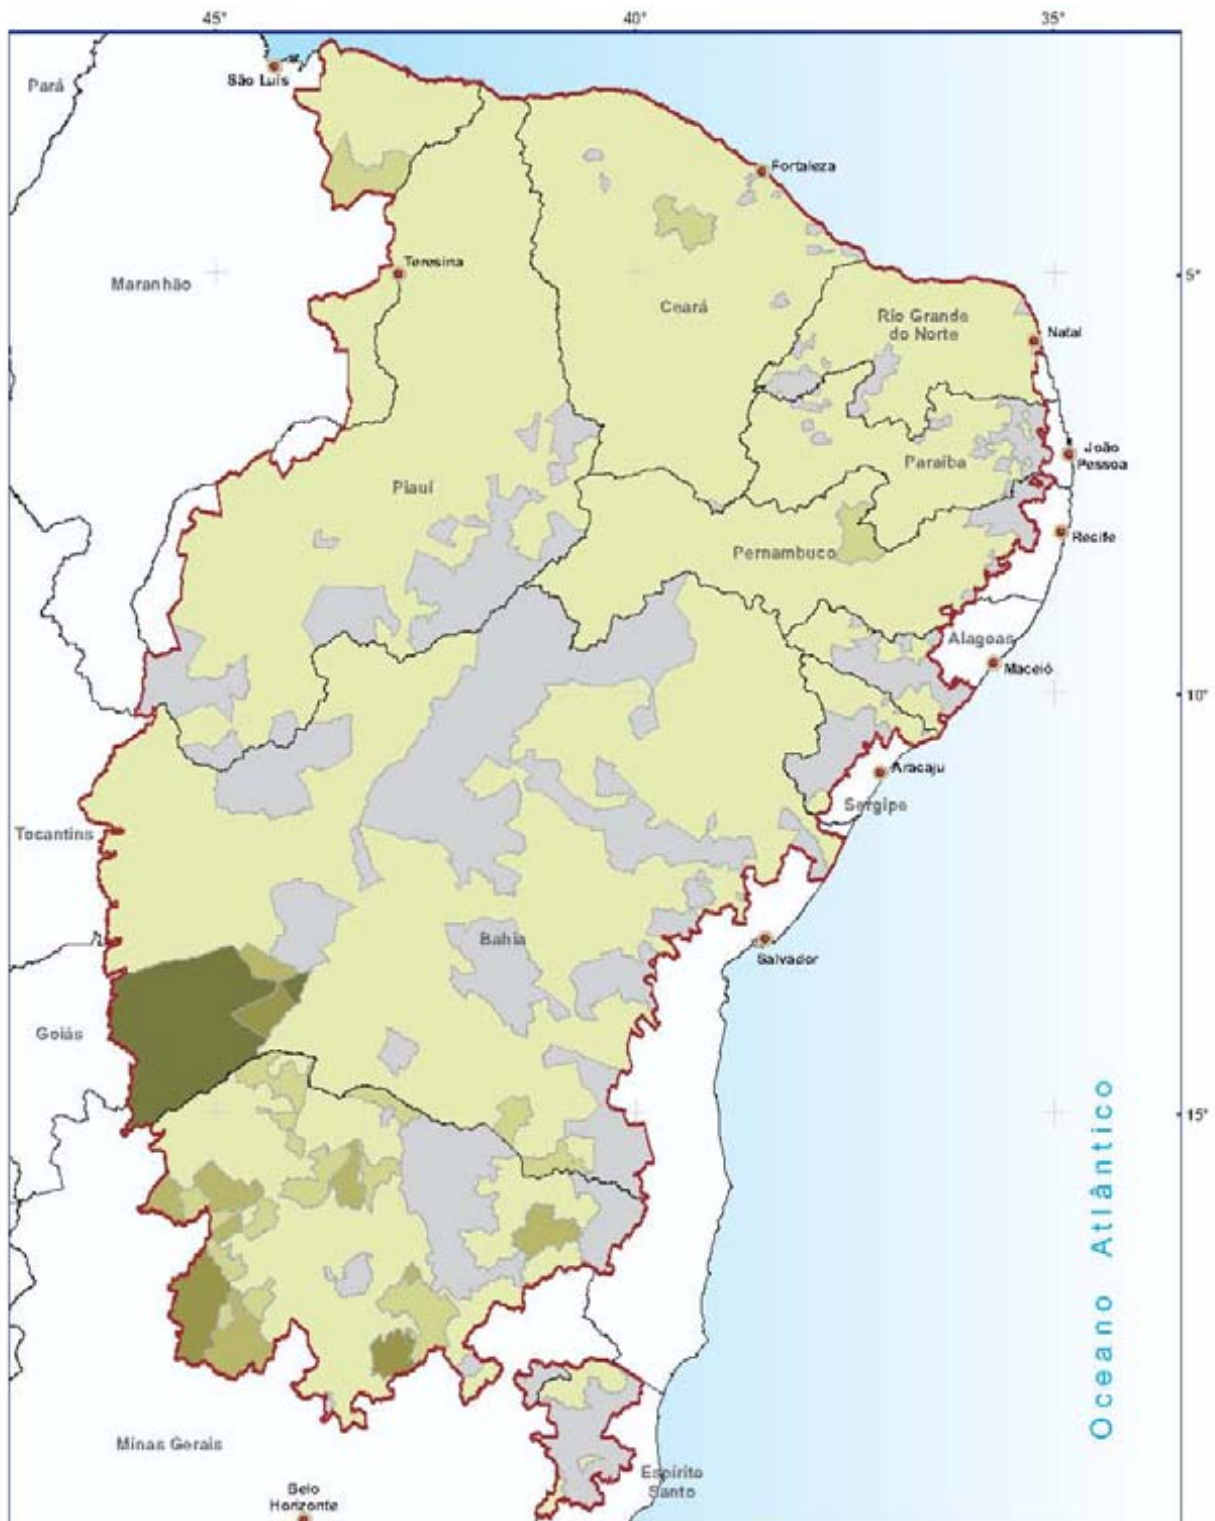 45°
40°
35°
Pará
São Luís
Fortaleza
Teresina
5°
Maranhão
Ceará
Rio Grande
do Norte
Natal
João
Pessoa
Paraíba
Piauí
Recife
Pernambuco
Alagoas
Maceió
10°
Aracaju
Sergipe
Tocantins
Bahia
Salvador
Goiás
15°
Oceano Atlântico
Minas Gerais
Espírito
Santo
Belo
Horizonte